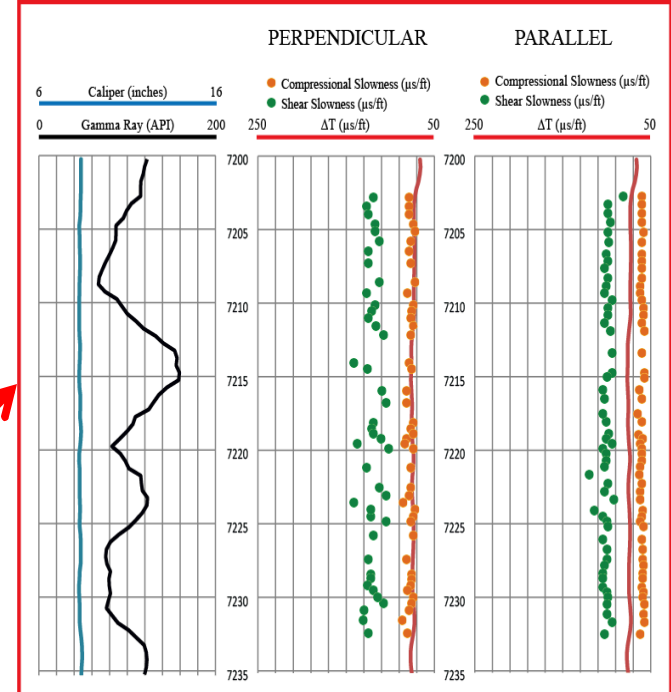 PERPENDICULAR
PARALLEL
6 Caliper (inches) 16
Compressional Slowness (µs/ft)
Compressional Slowness (µs/ft)
Shear Slowness (µs/ft)
Shear Slowness (µs/ft)
0 Gamma Ray (API) 200
250 ΔT (µs/ft) 50
250 ΔT (µs/ft) 50
7200
7200
7205
7205
7210
7210
7215
7215
7220
7220
7225
7225
7230
7230
7235
7235